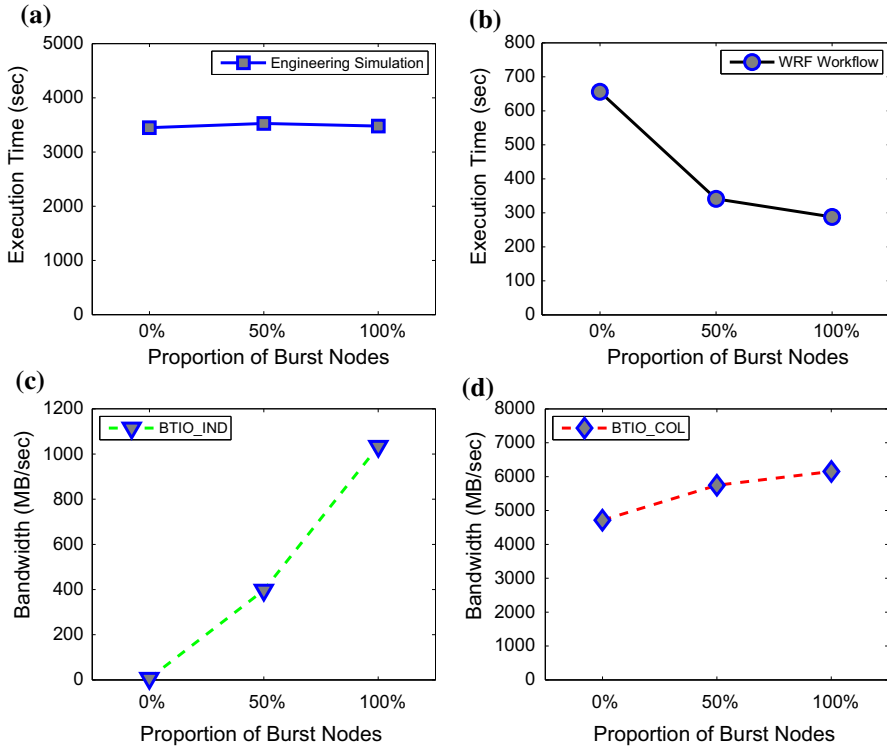 (a)
5000
4000
3000
2000
1000
0
Execution Time (sec)
Engineering Simulation
0% 50% 100%
Proportion of Burst Nodes
(b)
800
700
600
500
400
300
200
100
0
Execution Time (sec)
WRF Workflow
0% 50% 100%
Proportion of Burst Nodes
(c)
1200
1000
800
600
400
200
0
Bandwidth (MB/sec)
BTIO_IND
0% 50% 100%
Proportion of Burst Nodes
(d)
8000
7000
6000
5000
4000
3000
2000
1000
0
Bandwidth (MB/sec)
BTIO_COL
0% 50% 100%
Proportion of Burst Nodes